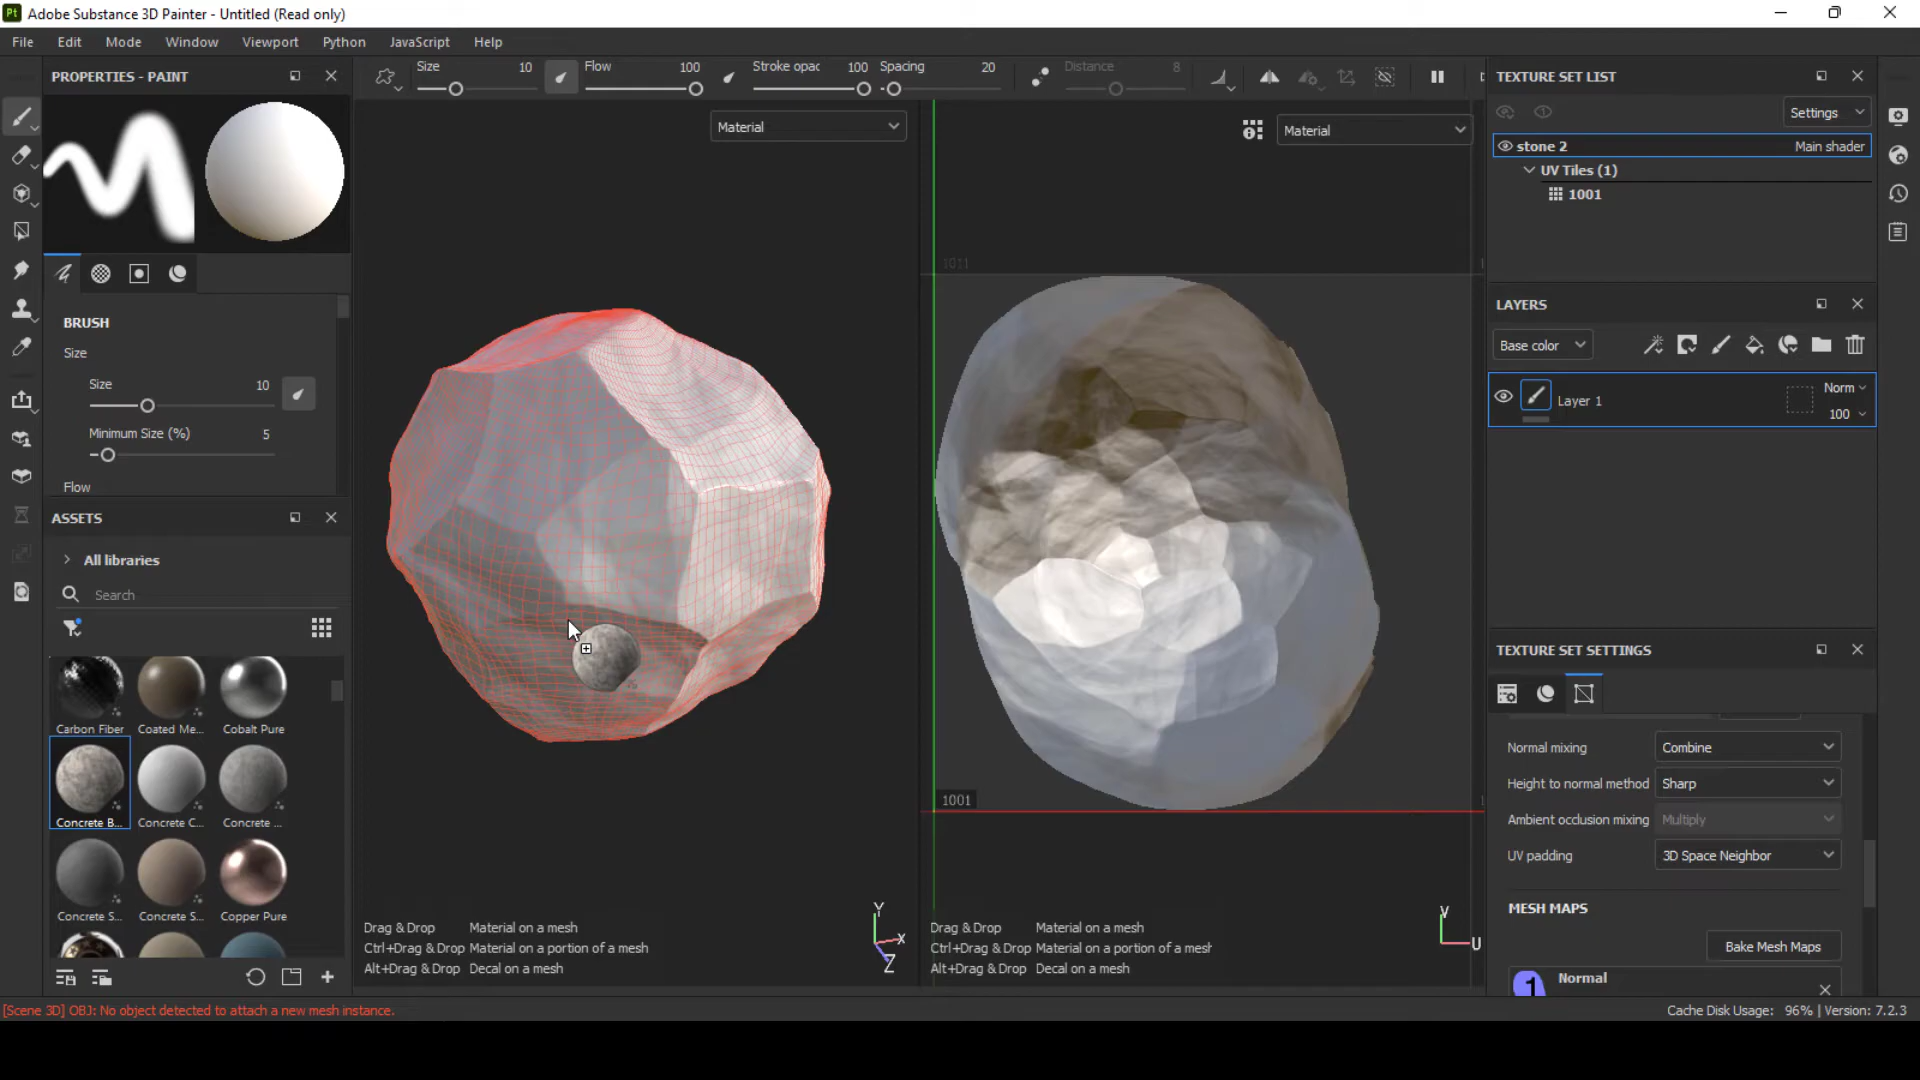 Pt Adobe Substance 3D Painter - Untitled (Read only)
File Edit Mode Window Viewport Python JavaScript Help
PROPERTIES - PAINT
Size 10 Flow 100 Stroke opac 100 Spacing 20 Distance 8
Material
Material
BRUSH
Size
Size 10
Minimum Size (%) 5
Flow
ASSETS
All libraries
Search
Carbon Fiber Coated Me... Cobalt Pure
Concrete B... Concrete C... Concrete ...
Concrete S... Concrete S... Copper Pure
1011
1001
Drag & Drop Material on a mesh
Ctrl+Drag & Drop Material on a portion of a mesh
Alt+Drag & Drop Decal on a mesh
Y
X
Z
Drag & Drop Material on a mesh
Ctrl+Drag & Drop Material on a portion of a mesh
Alt+Drag & Drop Decal on a mesh
V
U
TEXTURE SET LIST
Settings
stone 2 Main shader
UV Tiles (1)
1001
LAYERS
Base color
Layer 1 Norm
100
TEXTURE SET SETTINGS
Normal mixing Combine
Height to normal method Sharp
Ambient occlusion mixing Multiply
UV padding 3D Space Neighbor
MESH MAPS
Bake Mesh Maps
1 Normal
[Scene 3D] OBJ: No object detected to attach a new mesh instance.
Cache Disk Usage: 96% | Version: 7.2.3